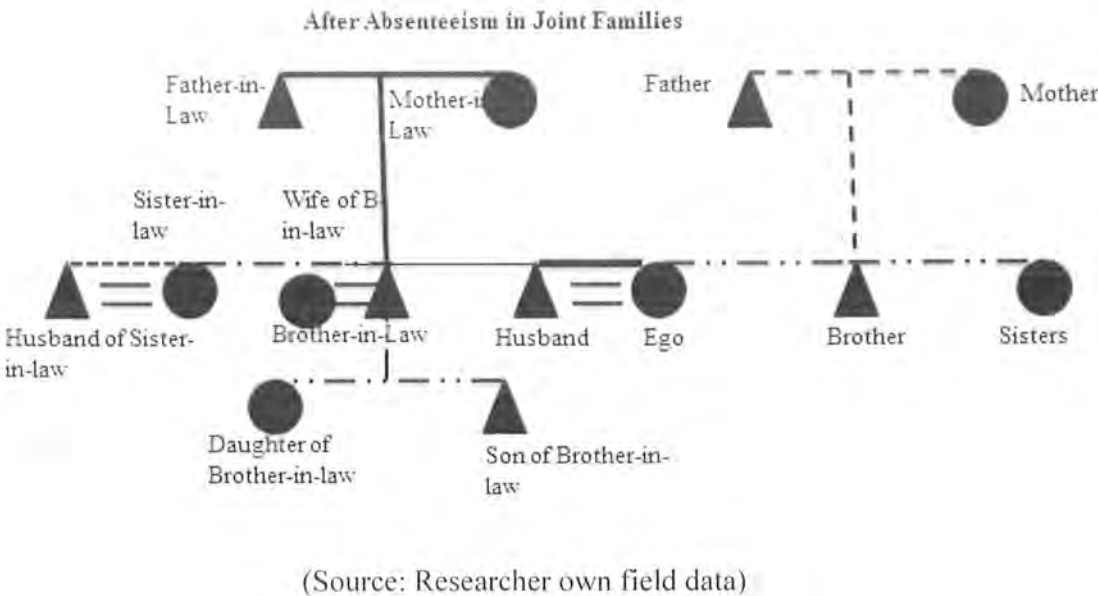 After Absenteeism in Joint Families
Father-in-
Law
Mother-in
Law
Father
Mother
Sister-in-
law
Wife of B-
in-law
Husband of Sister-
in-law
Brother-in-Law
Husband
Ego
Brother
Sisters
Daughter of
Brother-in-law
Son of Brother-in-
law
(Source: Researcher own field data)